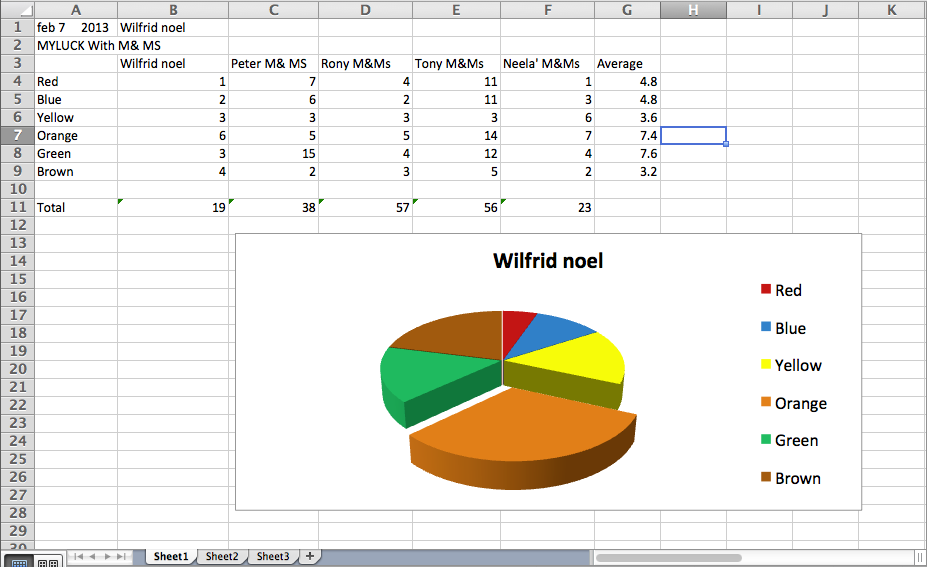 A B C D E F G H I J K
1 feb 7 2013 Wilfrid noel
2 MYLUCK With M& MS
3 Wilfrid noel Peter M& MS Rony M&Ms Tony M&Ms Neela' M&Ms Average
4 Red 1 7 4 11 1 4.8
5 Blue 2 6 2 11 3 4.8
6 Yellow 3 3 3 3 6 3.6
7 Orange 6 5 5 14 7 7.4
8 Green 3 15 4 12 4 7.6
9 Brown 4 2 3 5 2 3.2
10
11 Total 19 38 57 56 23
12
13
14 Wilfrid noel
15
16 Red
17
18 Blue
19
20 Yellow
21
22 Orange
23
24 Green
25
26 Brown
27
28
29
30
Sheet1 Sheet2 Sheet3 +